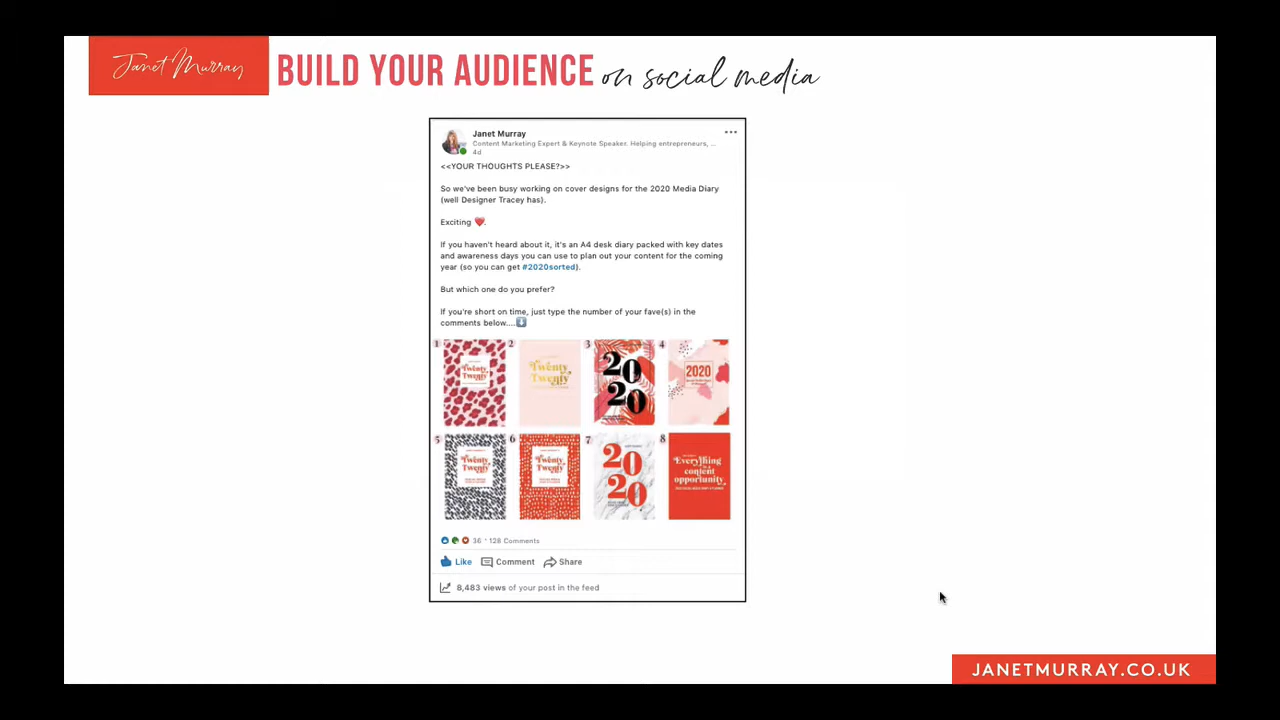 Janet Murray
BUILD YOUR AUDIENCE on social media
Janet Murray
Content Marketing Expert & Keynote Speaker. Helping entrepreneurs, ...
4d
<<YOUR THOUGHTS PLEASE?>>
So we've been busy working on cover designs for the 2020 Media Diary
(well Designer Tracey has).
Exciting ❤️.
If you haven't heard about it, it's an A4 desk diary packed with key dates
and awareness days you can use to plan out your content for the coming
year (so you can get #2020sorted).
But which one do you prefer?
If you're short on time, just type the number of your fave(s) in the
comments below....⬇️
1 2 3 4
Twenty
Twenty
Twenty
Twenty
20
20
2020
5 6 7 8
Twenty
Twenty
Twenty
Twenty
20
20
Everything
content
opportunity
36 · 128 Comments
Like Comment Share
8,483 views of your post in the feed
JANETMURRAY.CO.UK